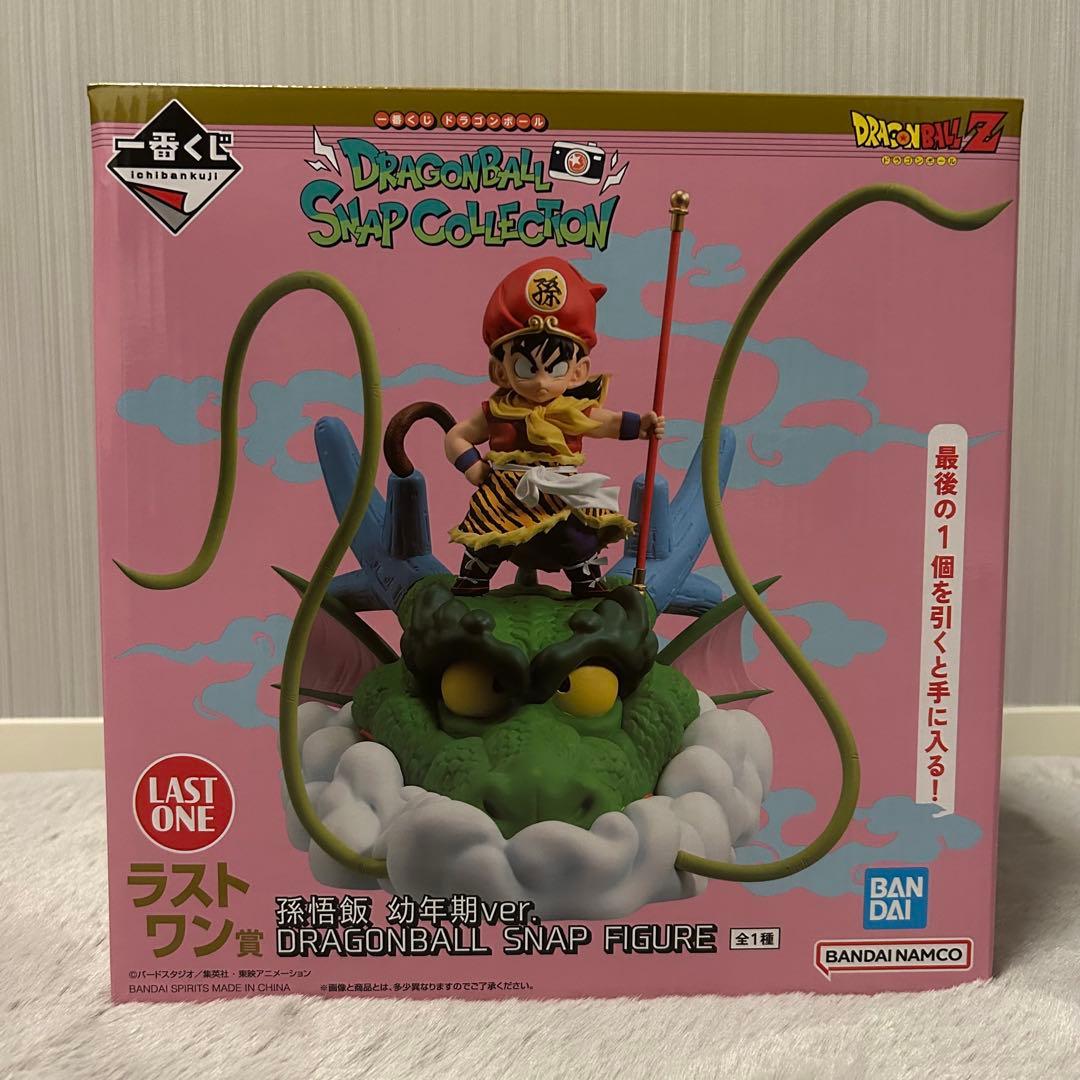 一番くじ
ichibankuji
一番くじ ドラゴンボール
DRAGONBALL
SNAP COLLECTION
DRAGON BALL Z
ドラゴンボール
孫
最後の1個を引くと手に入る!
LAST
ONE
ラスト
ワン賞
孫悟飯 幼年期ver.
DRAGONBALL SNAP FIGURE 全1種
BAN
DAI
BANDAI NAMCO
©バードスタジオ/集英社・東映アニメーション
BANDAI SPIRITS MADE IN CHINA ※画像と商品とは、多少異なりますのでご了承ください。